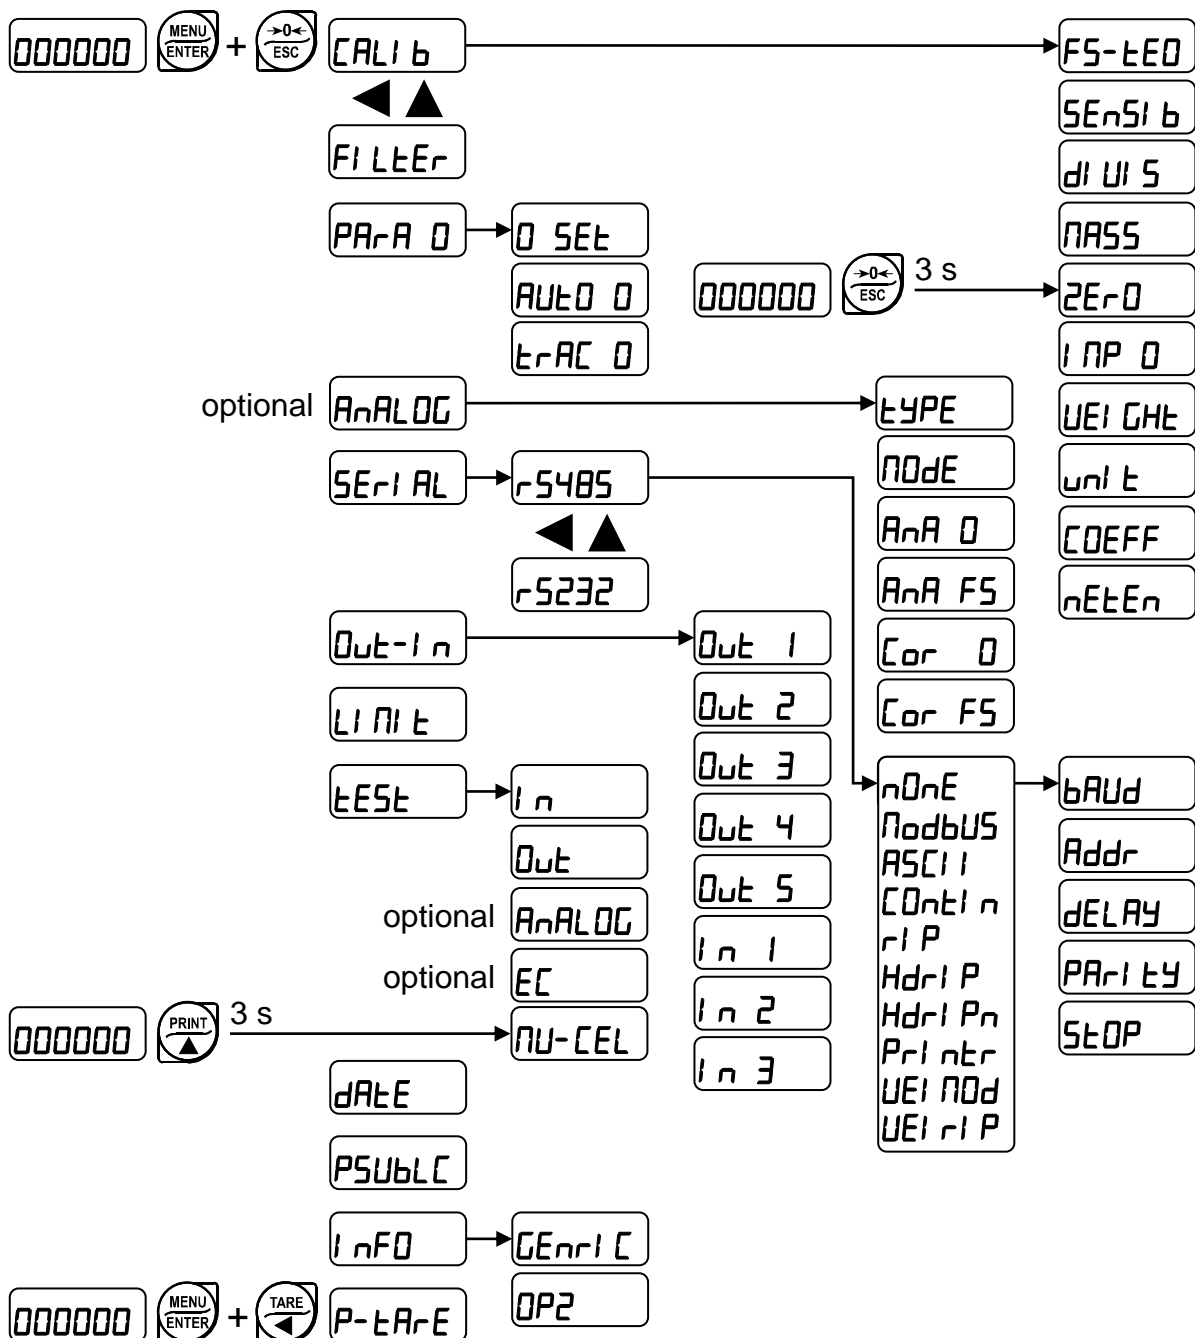 000000 MENU ENTER + →0← ESC CALIb FS-tEO
SEnSIb
FILtEr
dIUIS
PArA 0 0 SEt
MASS
AUtO 0
000000 →0← ESC 3 s ZErO
trAC 0
INP 0
optional AnALOG tYPE
UEIGHt
SErIAL rS485
MOdE
unIt
AnA 0
COEFF
rS232
AnA FS
nEtEn
Out-In Out 1
Cor 0
LIMIt
Out 2
Cor FS
Out 3
tESt In
nOnE bAUd
Out 4
ModbUS
Out
ASCII
Addr
Out 5
optional AnALOG
COntIn
dELAY
In 1
rIP
optional EC
HdrIP
PArItY
In 2
000000 PRINT 3 s MU-CEL
HdrIPn
StOP
PrIntr
In 3
dAtE
UEIMOd
UEIrIP
PSUbLC
InFO GEnrIC
OP2
000000 MENU ENTER + TARE P-tArE